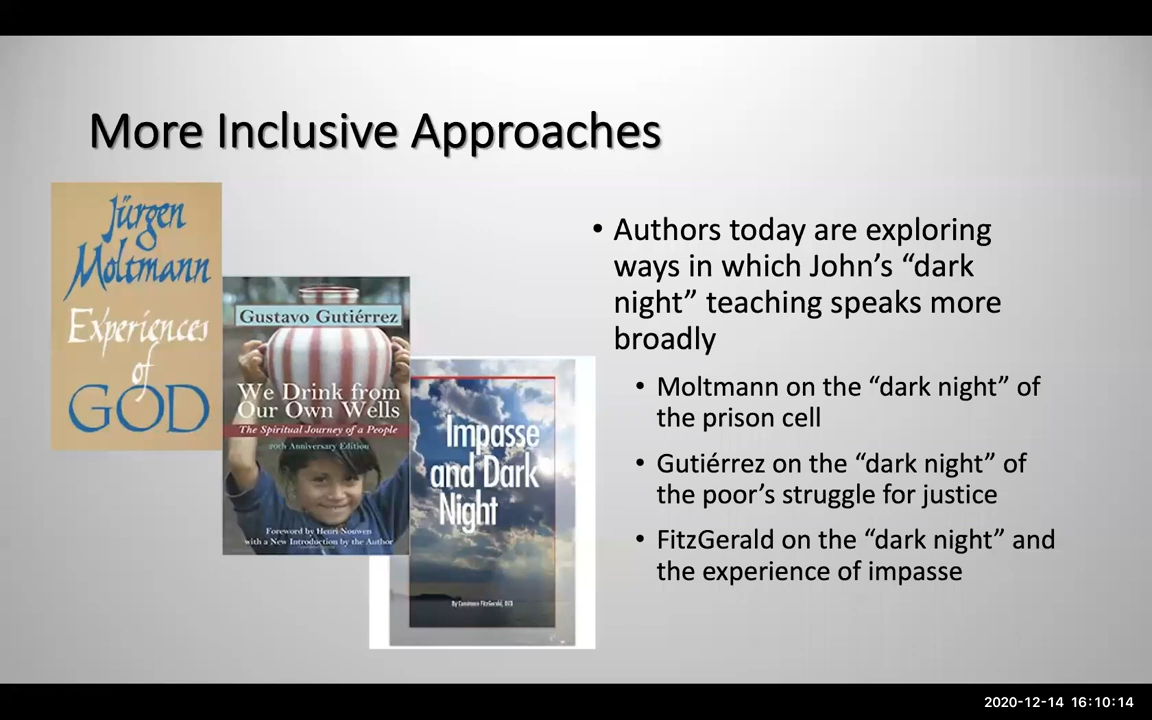 More Inclusive Approaches
Jürgen
Moltmann
Experiences
of
GOD
Gustavo Gutiérrez
We Drink from
Our Own Wells
The Spiritual Journey of a People
20th Anniversary Edition
Foreword by Henri Nouwen
with a New Introduction by the Author
Impasse
and Dark
Night
By Constance FitzGerald, OCD
• Authors today are exploring
ways in which John’s “dark
night” teaching speaks more
broadly
• Moltmann on the “dark night” of
the prison cell
• Gutiérrez on the “dark night” of
the poor’s struggle for justice
• FitzGerald on the “dark night” and
the experience of impasse
2020-12-14 16:10:14